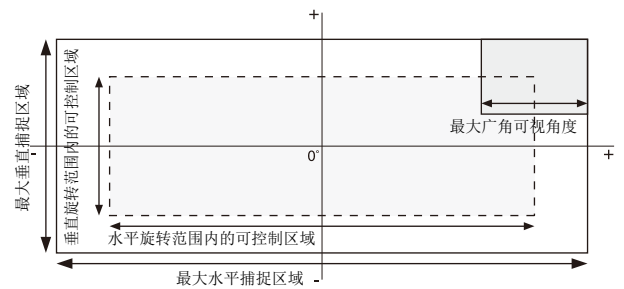 +
最大垂直捕捉区域
垂直旋转范围内的可控制区域
最大广角可视角度
-
0°
+
水平旋转范围内的可控制区域
最大水平捕捉区域
-